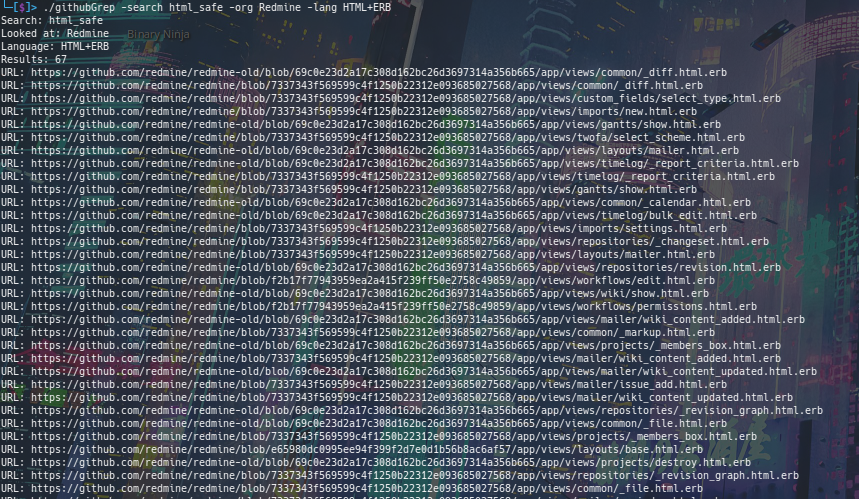 └─[$]> ./githubGrep -search html_safe -org Redmine -lang HTML+ERB
Search: html_safe
Looked at: Redmine
Binary Ninja
Language: HTML+ERB
Results: 67
URL: https://github.com/redmine/redmine-old/blob/69c0e23d2a17c308d162bc26d3697314a356b665/app/views/common/_diff.html.erb
URL: https://github.com/redmine/redmine/blob/7337343f569599c4f1250b22312e093685027568/app/views/common/_diff.html.erb
URL: https://github.com/redmine/redmine/blob/7337343f569599c4f1250b22312e093685027568/app/views/custom_fields/select_type.html.erb
URL: https://github.com/redmine/redmine/blob/7337343f569599c4f1250b22312e093685027568/app/views/imports/new.html.erb
URL: https://github.com/redmine/redmine-old/blob/69c0e23d2a17c308d162bc26d3697314a356b665/app/views/gantts/show.html.erb
URL: https://github.com/redmine/redmine/blob/7337343f569599c4f1250b22312e093685027568/app/views/twofa/select_scheme.html.erb
URL: https://github.com/redmine/redmine-old/blob/69c0e23d2a17c308d162bc26d3697314a356b665/app/views/layouts/mailer.html.erb
URL: https://github.com/redmine/redmine-old/blob/69c0e23d2a17c308d162bc26d3697314a356b665/app/views/timelog/_report_criteria.html.erb
URL: https://github.com/redmine/redmine/blob/7337343f569599c4f1250b22312e093685027568/app/views/timelog/_report_criteria.html.erb
URL: https://github.com/redmine/redmine/blob/7337343f569599c4f1250b22312e093685027568/app/views/gantts/show.html.erb
URL: https://github.com/redmine/redmine-old/blob/69c0e23d2a17c308d162bc26d3697314a356b665/app/views/common/_calendar.html.erb
URL: https://github.com/redmine/redmine/blob/7337343f569599c4f1250b22312e093685027568/app/views/timelog/bulk_edit.html.erb
URL: https://github.com/redmine/redmine/blob/7337343f569599c4f1250b22312e093685027568/app/views/imports/settings.html.erb
URL: https://github.com/redmine/redmine/blob/7337343f569599c4f1250b22312e093685027568/app/views/repositories/_changeset.html.erb
URL: https://github.com/redmine/redmine/blob/7337343f569599c4f1250b22312e093685027568/app/views/layouts/mailer.html.erb
URL: https://github.com/redmine/redmine-old/blob/69c0e23d2a17c308d162bc26d3697314a356b665/app/views/repositories/revision.html.erb
URL: https://github.com/redmine/redmine/blob/f2b17f77943959ea2a415f239ff50e2758c49859/app/views/workflows/edit.html.erb
URL: https://github.com/redmine/redmine-old/blob/69c0e23d2a17c308d162bc26d3697314a356b665/app/views/wiki/show.html.erb
URL: https://github.com/redmine/redmine/blob/f2b17f77943959ea2a415f239ff50e2758c49859/app/views/workflows/permissions.html.erb
URL: https://github.com/redmine/redmine-old/blob/69c0e23d2a17c308d162bc26d3697314a356b665/app/views/mailer/wiki_content_added.html.erb
URL: https://github.com/redmine/redmine/blob/7337343f569599c4f1250b22312e093685027568/app/views/common/_markup.html.erb
URL: https://github.com/redmine/redmine-old/blob/69c0e23d2a17c308d162bc26d3697314a356b665/app/views/projects/_members_box.html.erb
URL: https://github.com/redmine/redmine/blob/7337343f569599c4f1250b22312e093685027568/app/views/mailer/wiki_content_added.html.erb
URL: https://github.com/redmine/redmine-old/blob/69c0e23d2a17c308d162bc26d3697314a356b665/app/views/mailer/wiki_content_updated.html.erb
URL: https://github.com/redmine/redmine/blob/7337343f569599c4f1250b22312e093685027568/app/views/mailer/issue_add.html.erb
URL: https://github.com/redmine/redmine/blob/7337343f569599c4f1250b22312e093685027568/app/views/mailer/wiki_content_updated.html.erb
URL: https://github.com/redmine/redmine-old/blob/69c0e23d2a17c308d162bc26d3697314a356b665/app/views/repositories/_revision_graph.html.erb
URL: https://github.com/redmine/redmine/blob/7337343f569599c4f1250b22312e093685027568/app/views/common/_file.html.erb
URL: https://github.com/redmine/redmine/blob/7337343f569599c4f1250b22312e093685027568/app/views/projects/_members_box.html.erb
URL: https://github.com/redmine/redmine/blob/e65980dc0995ee94f399f2d7e0d1b56b8ac6af57/app/views/layouts/base.html.erb
URL: https://github.com/redmine/redmine-old/blob/69c0e23d2a17c308d162bc26d3697314a356b665/app/views/projects/destroy.html.erb
URL: https://github.com/redmine/redmine/blob/7337343f569599c4f1250b22312e093685027568/app/views/repositories/_revision_graph.html.erb
URL: https://github.com/redmine/redmine-old/blob/69c0e23d2a17c308d162bc26d3697314a356b665/app/views/common/_file.html.erb